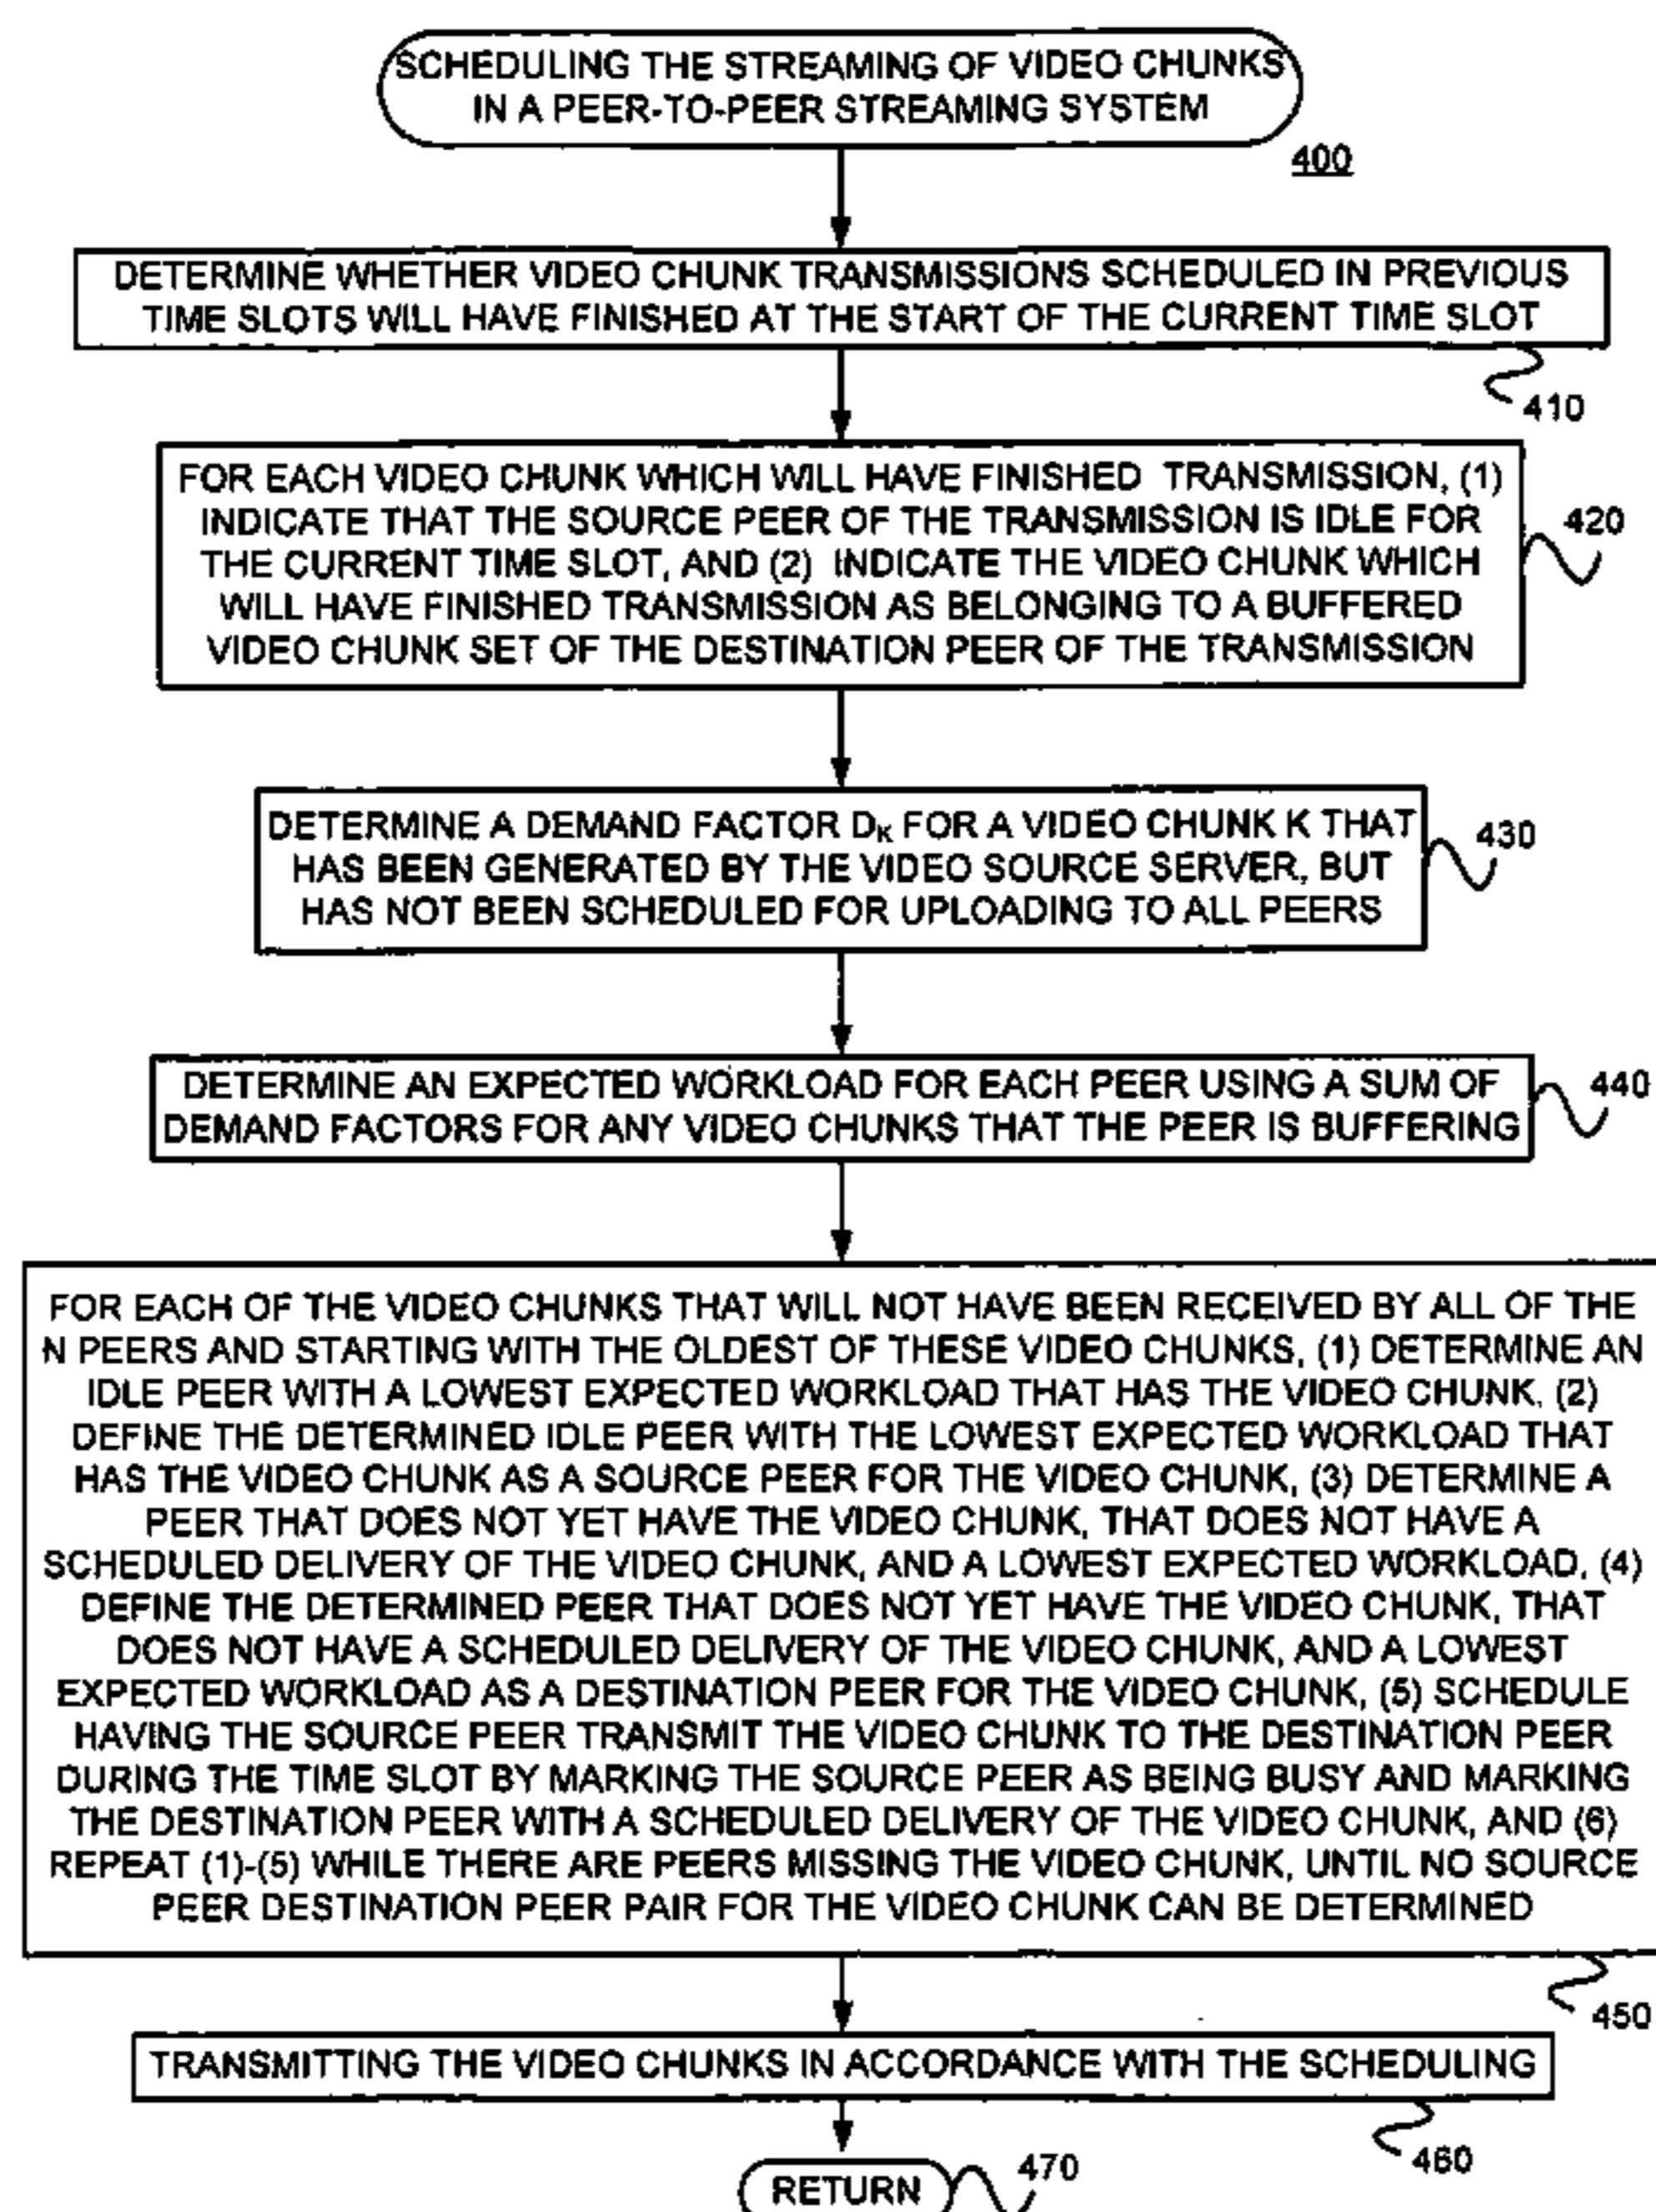 SCHEDULING THE STREAMING OF VIDEO CHUNKS
IN A PEER-TO-PEER STREAMING SYSTEM
400
DETERMINE WHETHER VIDEO CHUNK TRANSMISSIONS SCHEDULED IN PREVIOUS
TIME SLOTS WILL HAVE FINISHED AT THE START OF THE CURRENT TIME SLOT
410
FOR EACH VIDEO CHUNK WHICH WILL HAVE FINISHED TRANSMISSION, (1)
INDICATE THAT THE SOURCE PEER OF THE TRANSMISSION IS IDLE FOR
THE CURRENT TIME SLOT, AND (2) INDICATE THE VIDEO CHUNK WHICH
WILL HAVE FINISHED TRANSMISSION AS BELONGING TO A BUFFERED
VIDEO CHUNK SET OF THE DESTINATION PEER OF THE TRANSMISSION
420
DETERMINE A DEMAND FACTOR DK FOR A VIDEO CHUNK K THAT
HAS BEEN GENERATED BY THE VIDEO SOURCE SERVER, BUT
HAS NOT BEEN SCHEDULED FOR UPLOADING TO ALL PEERS
430
DETERMINE AN EXPECTED WORKLOAD FOR EACH PEER USING A SUM OF
DEMAND FACTORS FOR ANY VIDEO CHUNKS THAT THE PEER IS BUFFERING
440
FOR EACH OF THE VIDEO CHUNKS THAT WILL NOT HAVE BEEN RECEIVED BY ALL OF THE
N PEERS AND STARTING WITH THE OLDEST OF THESE VIDEO CHUNKS, (1) DETERMINE AN
IDLE PEER WITH A LOWEST EXPECTED WORKLOAD THAT HAS THE VIDEO CHUNK, (2)
DEFINE THE DETERMINED IDLE PEER WITH THE LOWEST EXPECTED WORKLOAD THAT
HAS THE VIDEO CHUNK AS A SOURCE PEER FOR THE VIDEO CHUNK, (3) DETERMINE A
PEER THAT DOES NOT YET HAVE THE VIDEO CHUNK, THAT DOES NOT HAVE A
SCHEDULED DELIVERY OF THE VIDEO CHUNK, AND A LOWEST EXPECTED WORKLOAD, (4)
DEFINE THE DETERMINED PEER THAT DOES NOT YET HAVE THE VIDEO CHUNK, THAT
DOES NOT HAVE A SCHEDULED DELIVERY OF THE VIDEO CHUNK, AND A LOWEST
EXPECTED WORKLOAD AS A DESTINATION PEER FOR THE VIDEO CHUNK, (5) SCHEDULE
HAVING THE SOURCE PEER TRANSMIT THE VIDEO CHUNK TO THE DESTINATION PEER
DURING THE TIME SLOT BY MARKING THE SOURCE PEER AS BEING BUSY AND MARKING
THE DESTINATION PEER WITH A SCHEDULED DELIVERY OF THE VIDEO CHUNK, AND (6)
REPEAT (1)-(5) WHILE THERE ARE PEERS MISSING THE VIDEO CHUNK, UNTIL NO SOURCE
PEER DESTINATION PEER PAIR FOR THE VIDEO CHUNK CAN BE DETERMINED
450
TRANSMITTING THE VIDEO CHUNKS IN ACCORDANCE WITH THE SCHEDULING
460
RETURN
470